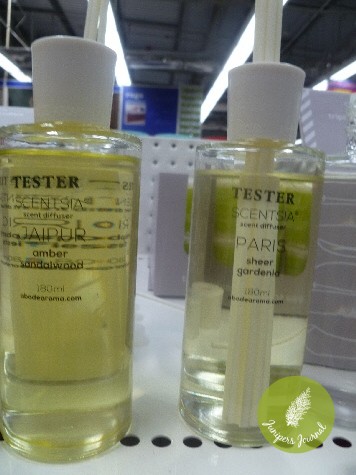 TESTER
SCENTSIA®
scent diffuser
JAIPUR
amber
sandalwood
180ml
abodearoma.com
TESTER
SCENTSIA®
scent diffuser
PARIS
sheer
gardenia
180ml
abodearoma.com
Junipers Journal